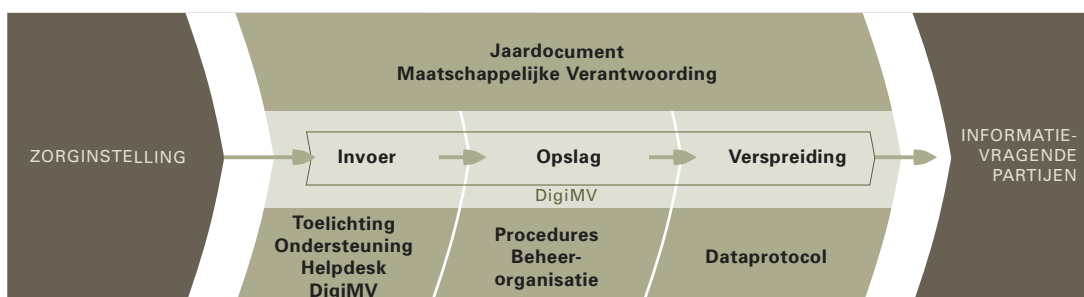 Jaardocument
Maatschappelijke Verantwoording
ZORGINSTELLING
Invoer
Opslag
Verspreiding
INFORMATIE-
VRAGENDE
PARTIJEN
DigiMV
Toelichting
Ondersteuning
Helpdesk
DigiMV
Procedures
Beheer-
organisatie
Dataprotocol